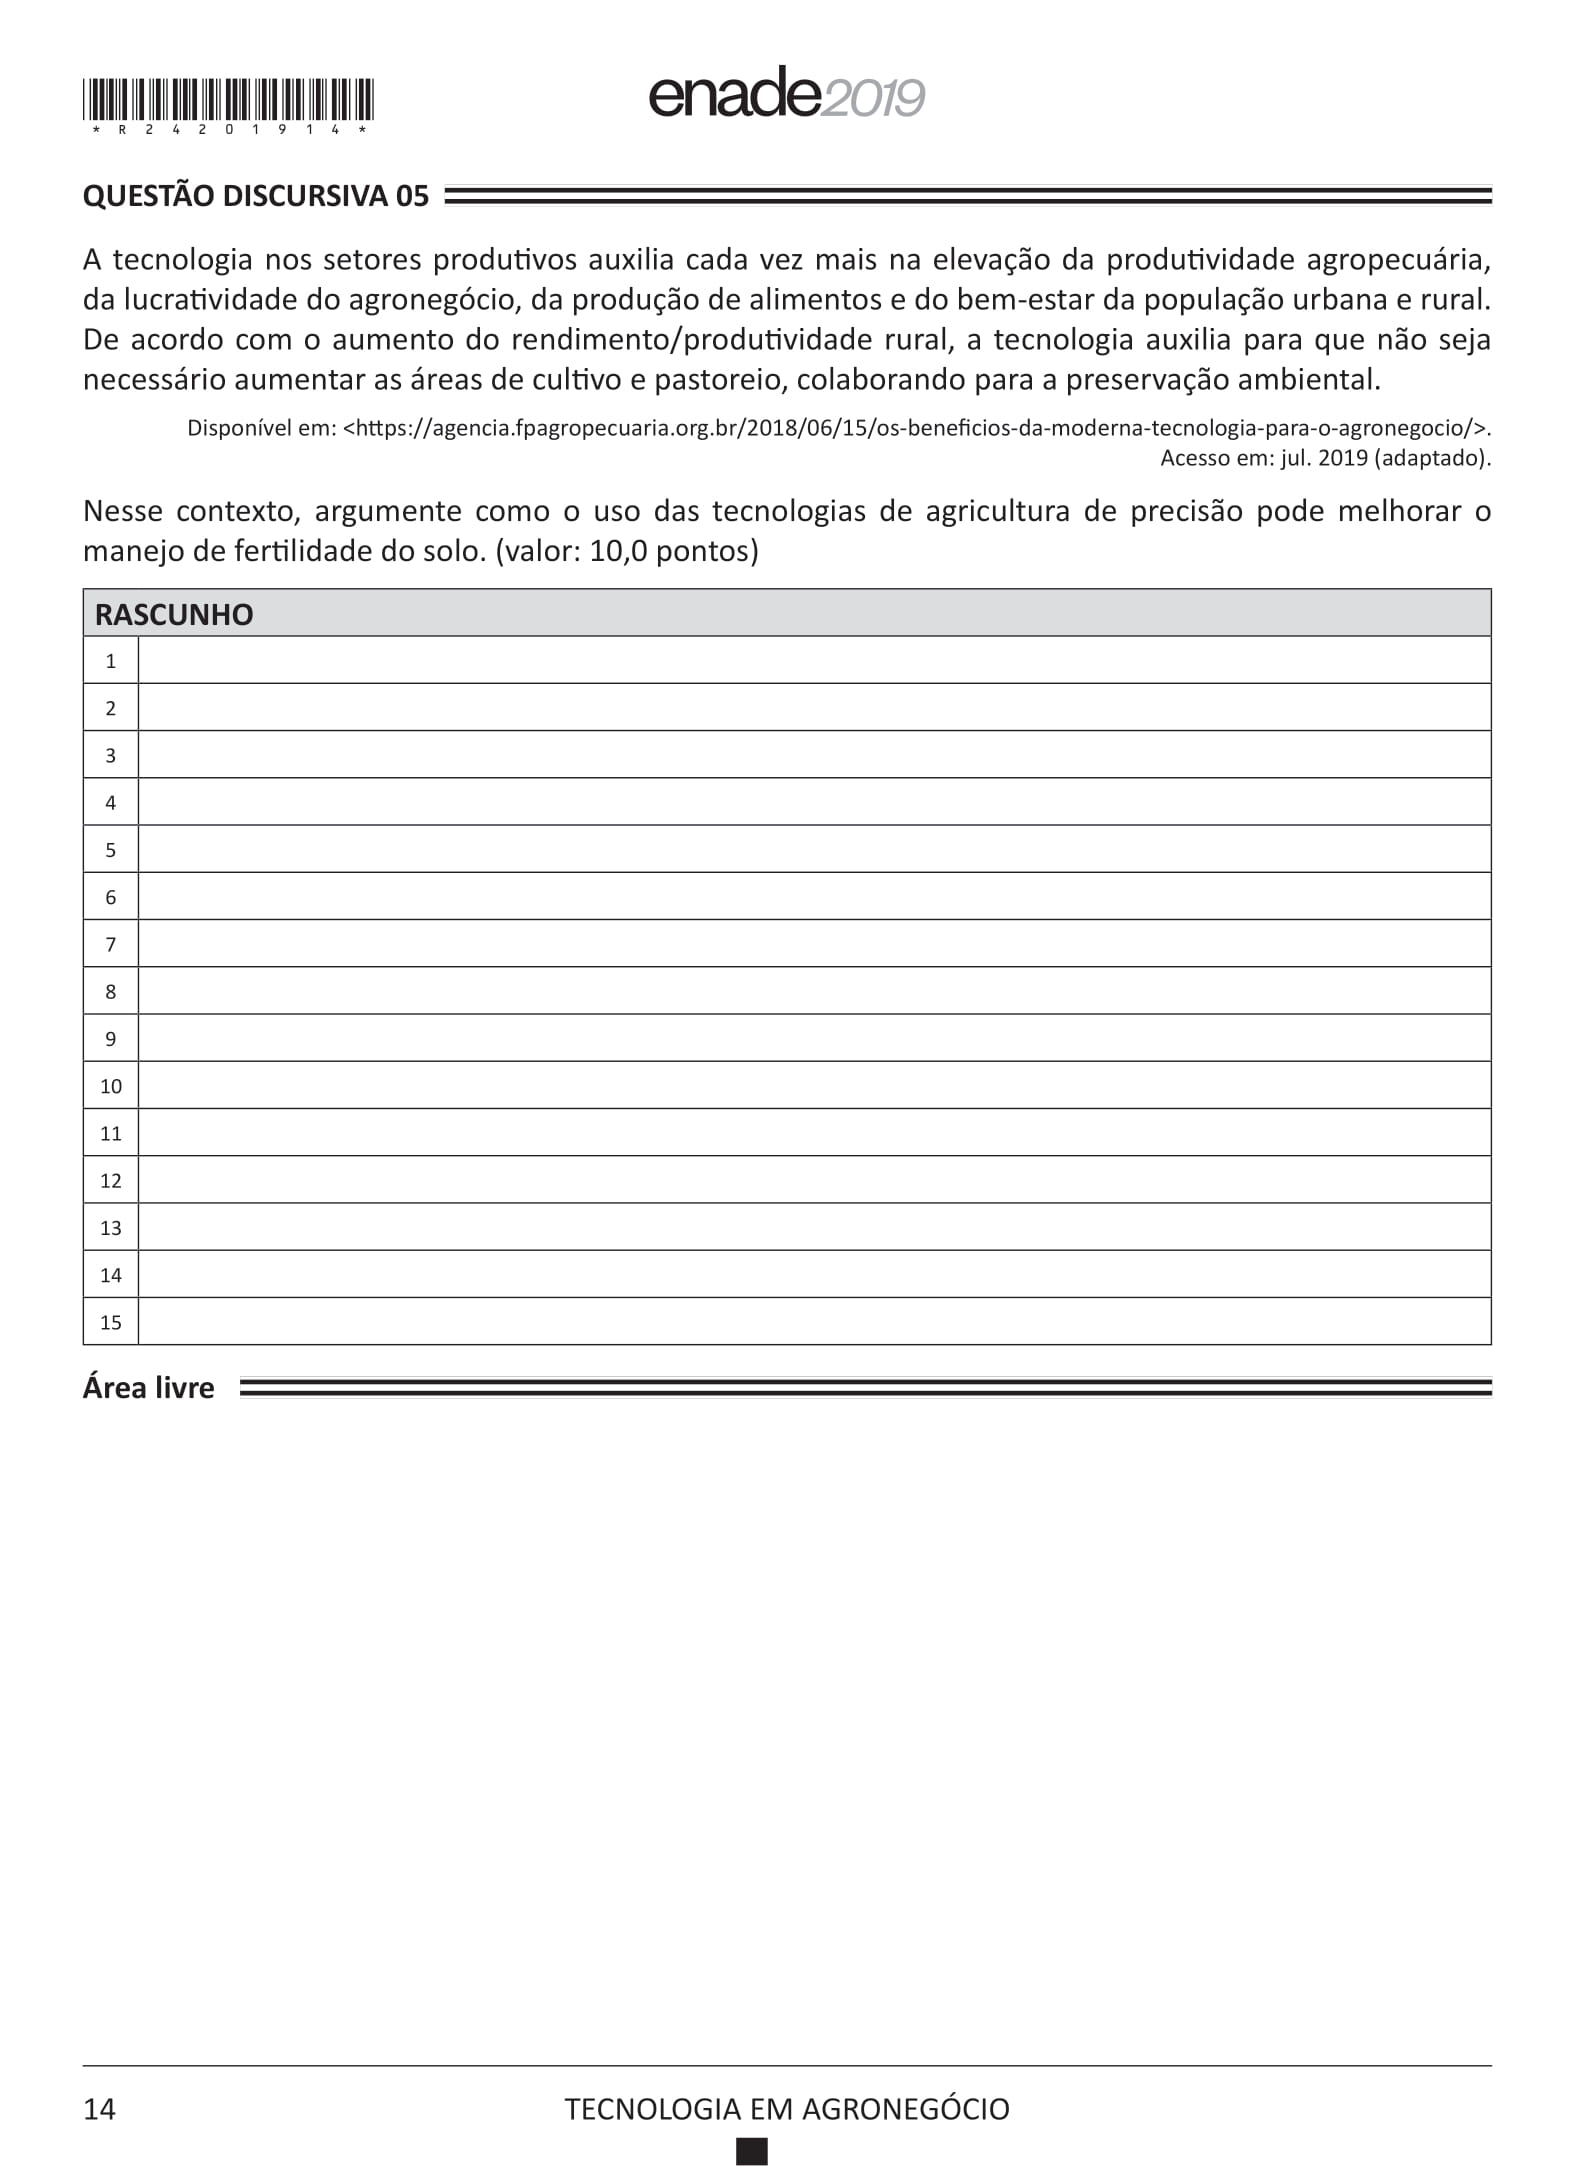 *R24201914*
enade2019
QUESTÃO DISCURSIVA 05
A tecnologia nos setores produtivos auxilia cada vez mais na elevação da produtividade agropecuária,
da lucratividade do agronegócio, da produção de alimentos e do bem-estar da população urbana e rural.
De acordo com o aumento do rendimento/produtividade rural, a tecnologia auxilia para que não seja
necessário aumentar as áreas de cultivo e pastoreio, colaborando para a preservação ambiental.
Disponível em: <https://agencia.fpagropecuaria.org.br/2018/06/15/os-beneficios-da-moderna-tecnologia-para-o-agronegocio/>.
Acesso em: jul. 2019 (adaptado).
Nesse contexto, argumente como o uso das tecnologias de agricultura de precisão pode melhorar o
manejo de fertilidade do solo. (valor: 10,0 pontos)
RASCUNHO
1
2
3
4
5
6
7
8
9
10
11
12
13
14
15
Área livre
14
TECNOLOGIA EM AGRONEGÓCIO